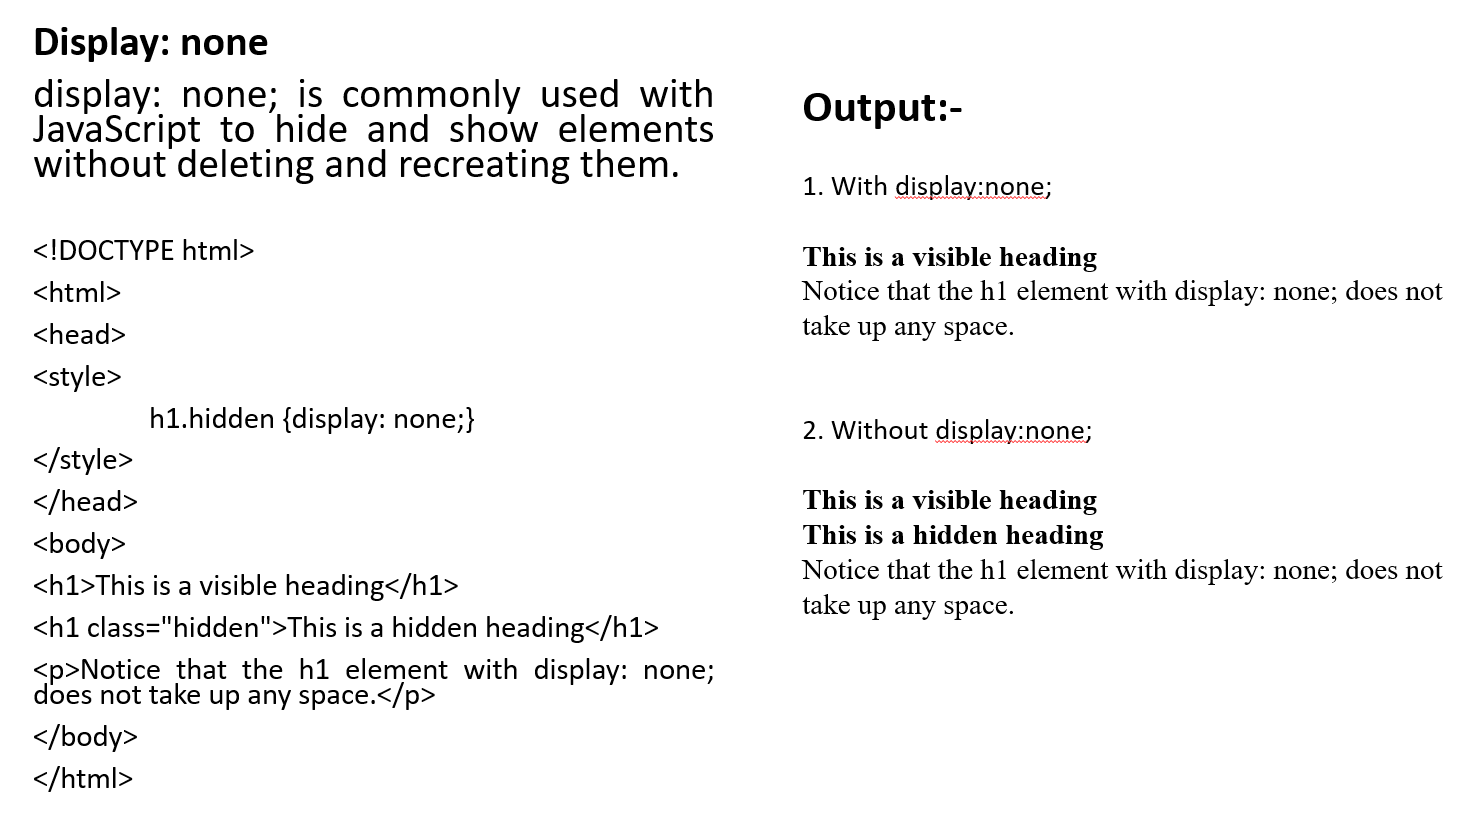 Display: none
display: none; is commonly used with
JavaScript to hide and show elements
without deleting and recreating them.
<!DOCTYPE html>
<html>
<head>
<style>
h1.hidden {display: none;}
</style>
</head>
<body>
<h1>This is a visible heading</h1>
<h1 class="hidden">This is a hidden heading</h1>
<p>Notice that the h1 element with display: none;
does not take up any space.</p>
</body>
</html>
Output:-
1. With display:none;
This is a visible heading
Notice that the h1 element with display: none; does not
take up any space.
2. Without display:none;
This is a visible heading
This is a hidden heading
Notice that the h1 element with display: none; does not
take up any space.